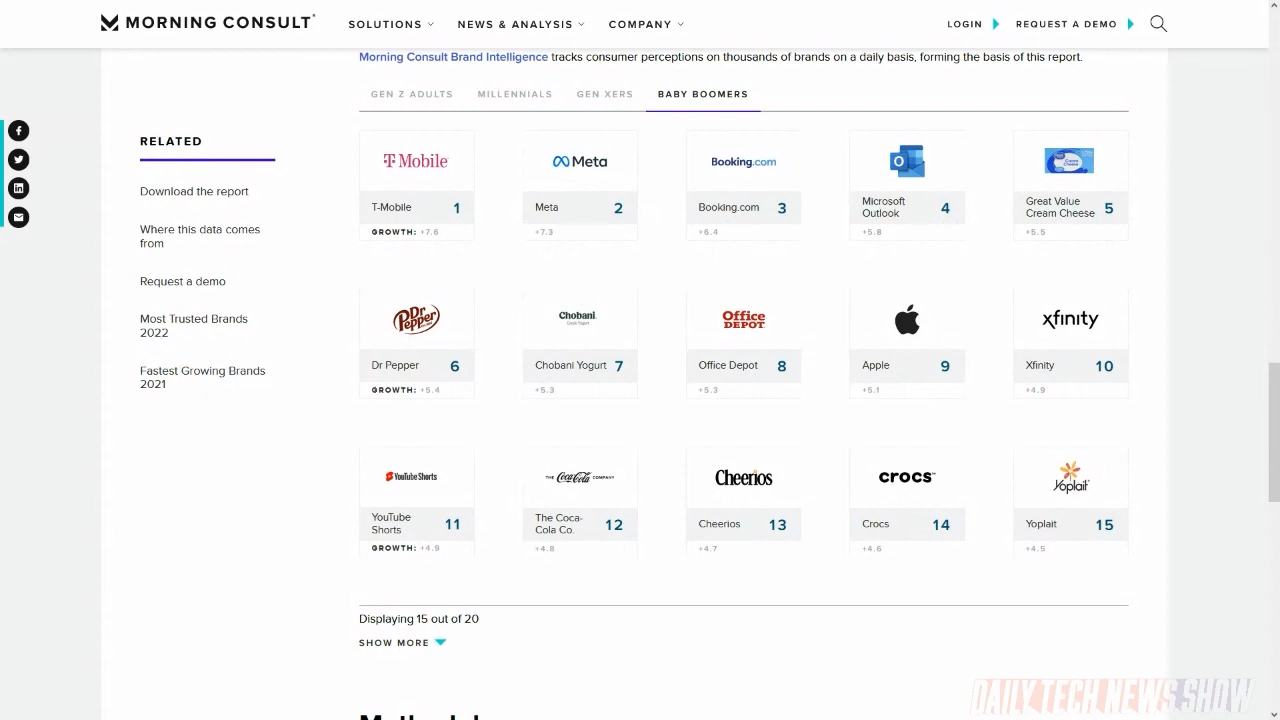 MORNING CONSULT
SOLUTIONS NEWS & ANALYSIS COMPANY LOGIN REQUEST A DEMO
Morning Consult Brand Intelligence tracks consumer perceptions on thousands of brands on a daily basis, forming the basis of this report.
GEN Z ADULTS MILLENNIALS GEN XERS BABY BOOMERS
RELATED
Download the report
Where this data comes
from
Request a demo
Most Trusted Brands
2022
Fastest Growing Brands
2021
T Mobile Meta Booking.com
T-Mobile 1 Meta 2 Booking.com 3 Microsoft Outlook 4 Great Value Cream Cheese 5
GROWTH: +7.6 +7.3 +6.4 +5.8 +5.5
Dr Pepper Chobani Office DEPOT xfinity
Dr Pepper 6 Chobani Yogurt 7 Office Depot 8 Apple 9 Xfinity 10
GROWTH: +5.4 +5.3 +5.3 +5.1 +4.9
YouTube Shorts THE Coca-Cola COMPANY Cheerios crocs Yoplait
YouTube Shorts 11 The Coca-Cola Co. 12 Cheerios 13 Crocs 14 Yoplait 15
GROWTH: +4.9 +4.8 +4.7 +4.6 +4.5
Displaying 15 out of 20
SHOW MORE
DAILY TECH NEWS SHOW